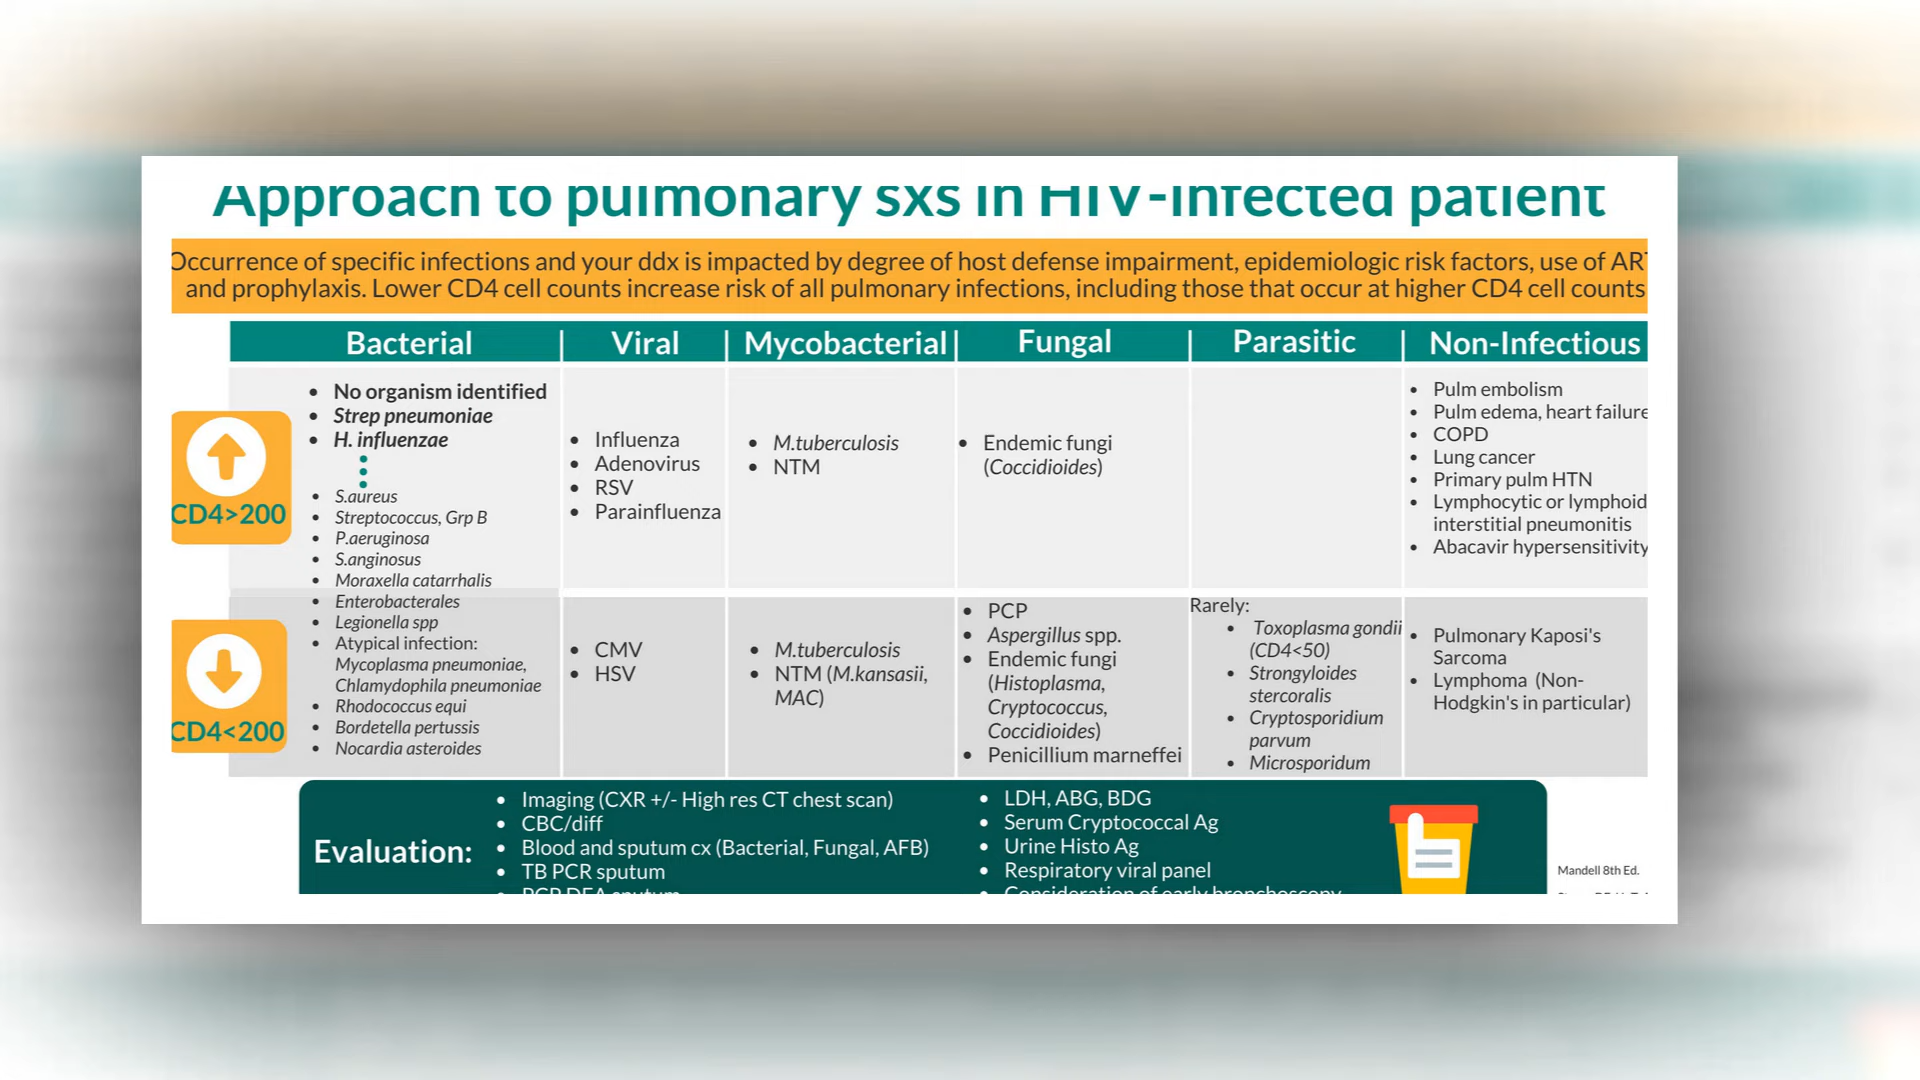 Approach to pulmonary sxs in HIV-infected patient
Occurrence of specific infections and your ddx is impacted by degree of host defense impairment, epidemiologic risk factors, use of ART
and prophylaxis. Lower CD4 cell counts increase risk of all pulmonary infections, including those that occur at higher CD4 cell counts
Bacterial | Viral | Mycobacterial | Fungal | Parasitic | Non-Infectious
CD4>200
• No organism identified
• Strep pneumoniae
• H. influenzae
• S.aureus
• Streptococcus, Grp B
• P.aeruginosa
• S.anginosus
• Moraxella catarrhalis
• Enterobacterales
• Legionella spp
• Atypical infection:
Mycoplasma pneumoniae,
Chlamydophila pneumoniae
• Rhodococcus equi
• Bordetella pertussis
• Nocardia asteroides
• Influenza
• Adenovirus
• RSV
• Parainfluenza
• M.tuberculosis
• NTM
• Endemic fungi
(Coccidioides)
• Pulm embolism
• Pulm edema, heart failure
• COPD
• Lung cancer
• Primary pulm HTN
• Lymphocytic or lymphoid
interstitial pneumonitis
• Abacavir hypersensitivity
CD4<200
• CMV
• HSV
• M.tuberculosis
• NTM (M.kansasii,
MAC)
• PCP
• Aspergillus spp.
• Endemic fungi
(Histoplasma,
Cryptococcus,
Coccidioides)
• Penicillium marneffei
Rarely:
• Toxoplasma gondii
(CD4<50)
• Strongyloides
stercoralis
• Cryptosporidium
parvum
• Microsporidum
• Pulmonary Kaposi's
Sarcoma
• Lymphoma (Non-
Hodgkin's in particular)
Evaluation:
• Imaging (CXR +/- High res CT chest scan)
• CBC/diff
• Blood and sputum cx (Bacterial, Fungal, AFB)
• TB PCR sputum
• PCP DFA sputum
• LDH, ABG, BDG
• Serum Cryptococcal Ag
• Urine Histo Ag
• Respiratory viral panel
• Consideration of early bronchoscopy
Mandell 8th Ed.